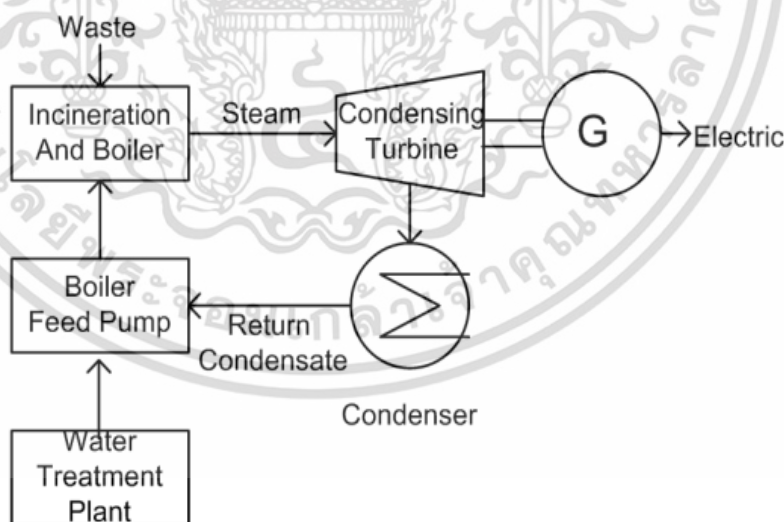 Waste
Incineration
And Boiler
Steam
Condensing
Turbine
G
Electric
Boiler
Feed Pump
Return
Condensate
Condenser
Water
Treatment
Plant